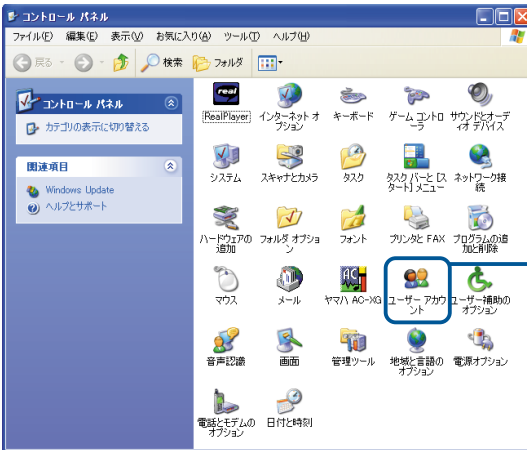 コントロール パネル
ファイル(F) 編集(E) 表示(V) お気に入り(A) ツール(T) ヘルプ(H)
戻る 検索 フォルダ
コントロール パネル
カテゴリの表示に切り替える
関連項目
Windows Update
ヘルプとサポート
real
RealPlayer
インターネット オ
プション
キーボード
ゲーム コントロ
ーラ
サウンドとオーデ
ィオ デバイス
システム
スキャナとカメラ
タスク
タスク バーと [ス
タート] メニュー
ネットワーク接
続
ハードウェアの
追加
フォルダ オプショ
ン
フォント
プリンタと FAX
プログラムの追
加と削除
マウス
メール
ヤマハ AC-XG
ユーザー アカウ
ント
ユーザー補助の
オプション
音声認識
画面
管理ツール
地域と言語の
オプション
電源オプション
電話とモデムの
オプション
日付と時刻